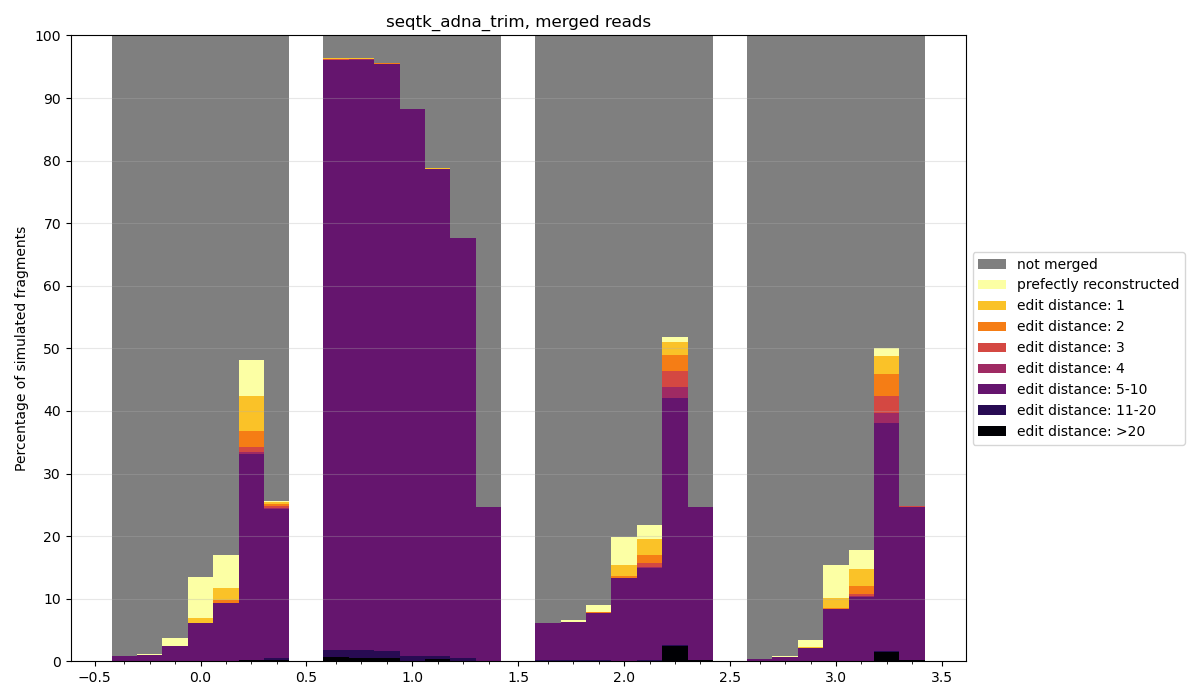 seqtk_adna_trim, merged reads
Percentage of simulated fragments
100
90
80
70
60
50
40
30
20
10
0
−0.5 0.0 0.5 1.0 1.5 2.0 2.5 3.0 3.5
not merged
prefectly reconstructed
edit distance: 1
edit distance: 2
edit distance: 3
edit distance: 4
edit distance: 5-10
edit distance: 11-20
edit distance: >20